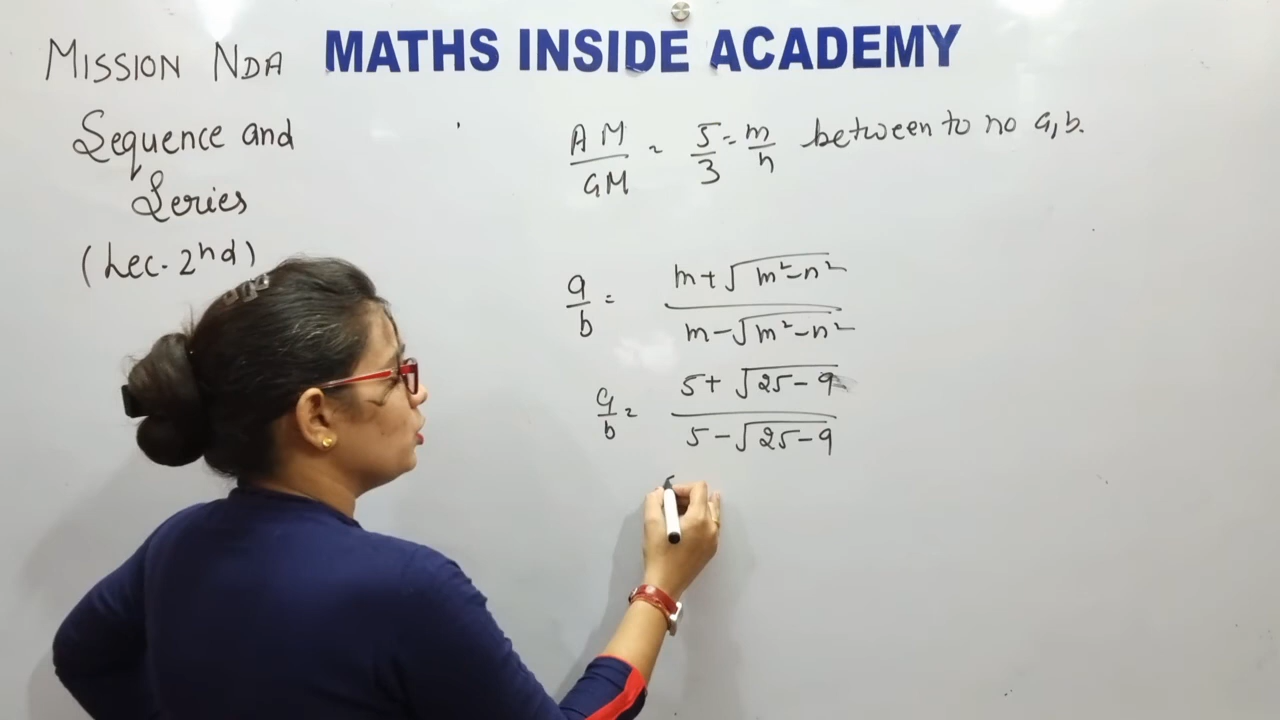 MATHS INSIDE ACADEMY
MISSION NDA
Sequence and
Series
(Lec. 2nd)
AM/GM = 5/3 = m/n between to no a,b.
a/b = (m+√(m²-n²))/(m-√(m²-n²))
a/b = (5+√(25-9))/(5-√(25-9))